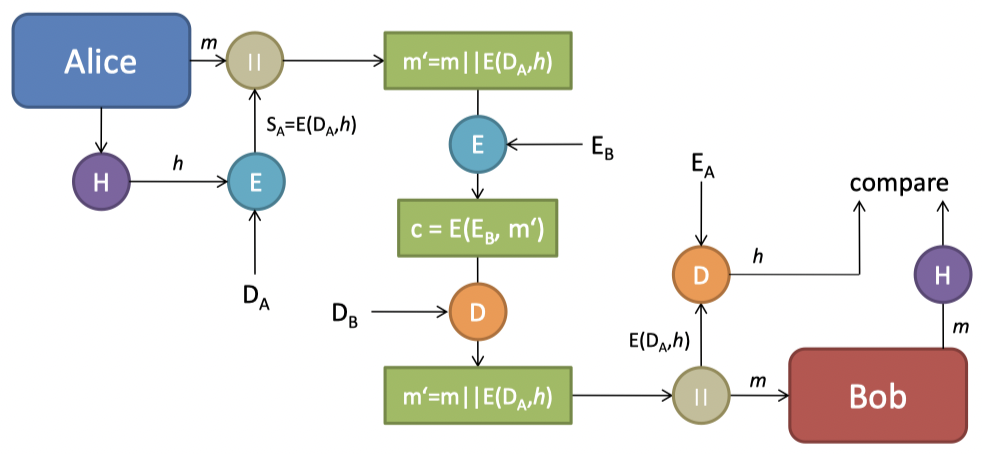 Alice
m
||
m‘=m||E(D_A,h)
S_A=E(D_A,h)
H
h
E
D_A
E
E_B
c = E(E_B, m‘)
D_B
D
m‘=m||E(D_A,h)
E_A
compare
D
h
H
E(D_A,h)
m
||
m
Bob